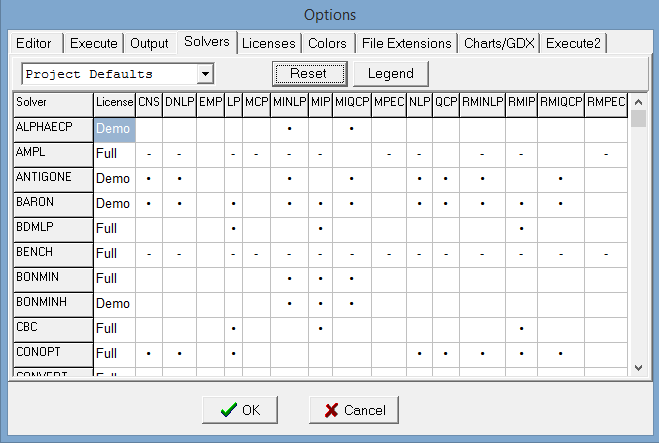 Options
Editor Execute Output Solvers Licenses Colors File Extensions Charts/GDX Execute2
Project Defaults Reset Legend
Solver License CNS DNLP EMP LP MCP MINLP MIP MIQCP MPEC NLP QCP RMINLP RMIP RMIQCP RMPEC
ALPHAECP Demo • •
AMPL Full - - - - - - - - - - - - - -
ANTIGONE Demo • • • • • • • •
BARON Demo • • • • • • • • • • •
BDMLP Full • • •
BENCH Full - - - - - - - - - - - - - -
BONMIN Full • • •
BONMINH Demo • • •
CBC Full • • •
CONOPT Full • • • • • • • •
CONVERT Full
OK Cancel